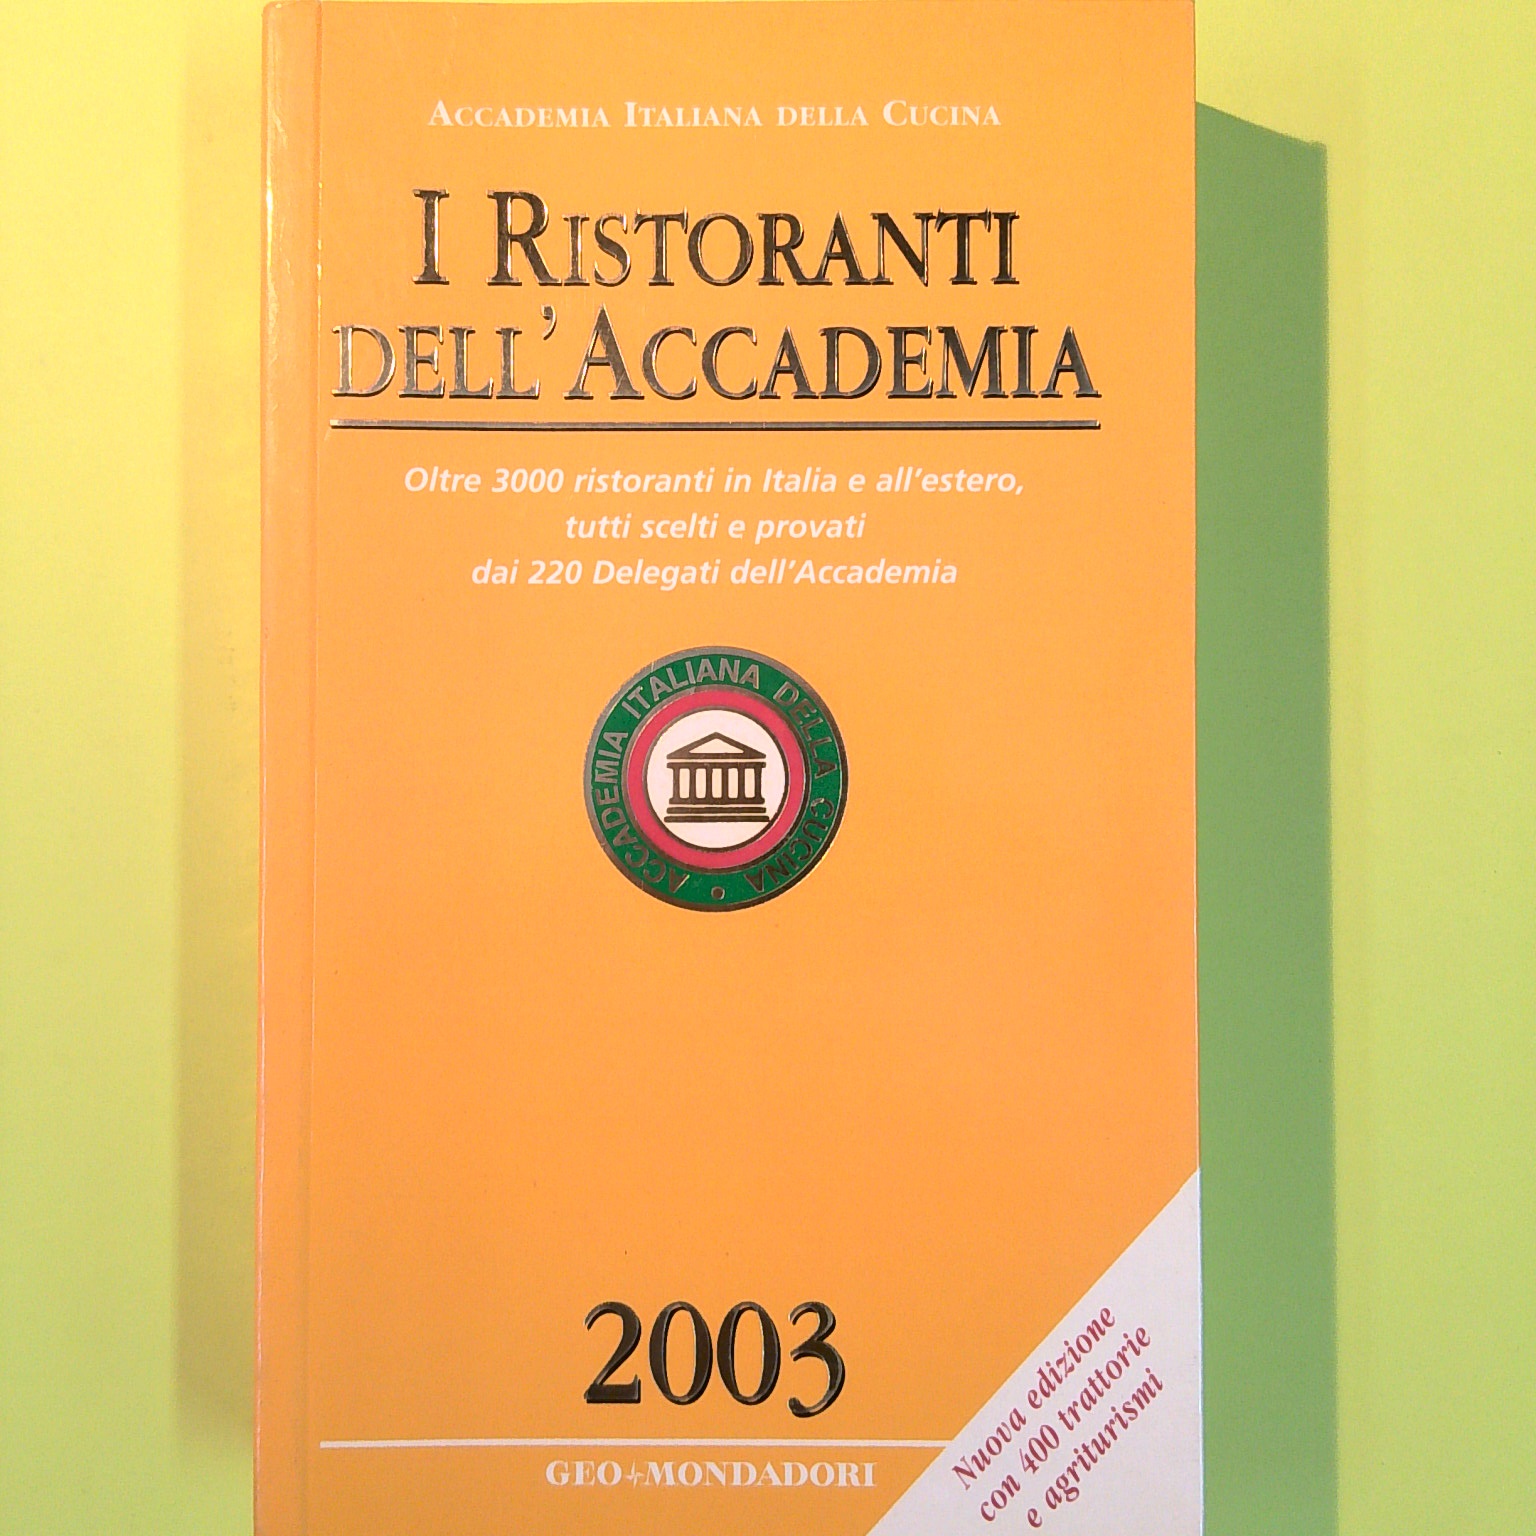 ACCADEMIA ITALIANA DELLA CUCINA
I RISTORANTI
DELL'ACCADEMIA
Oltre 3000 ristoranti in Italia e all'estero,
tutti scelti e provati
dai 220 Delegati dell'Accademia
ACCADEMIA ITALIANA DELLA CUCINA •
2003
GEO MONDADORI
Nuova edizione
con 400 trattorie
e agriturismi